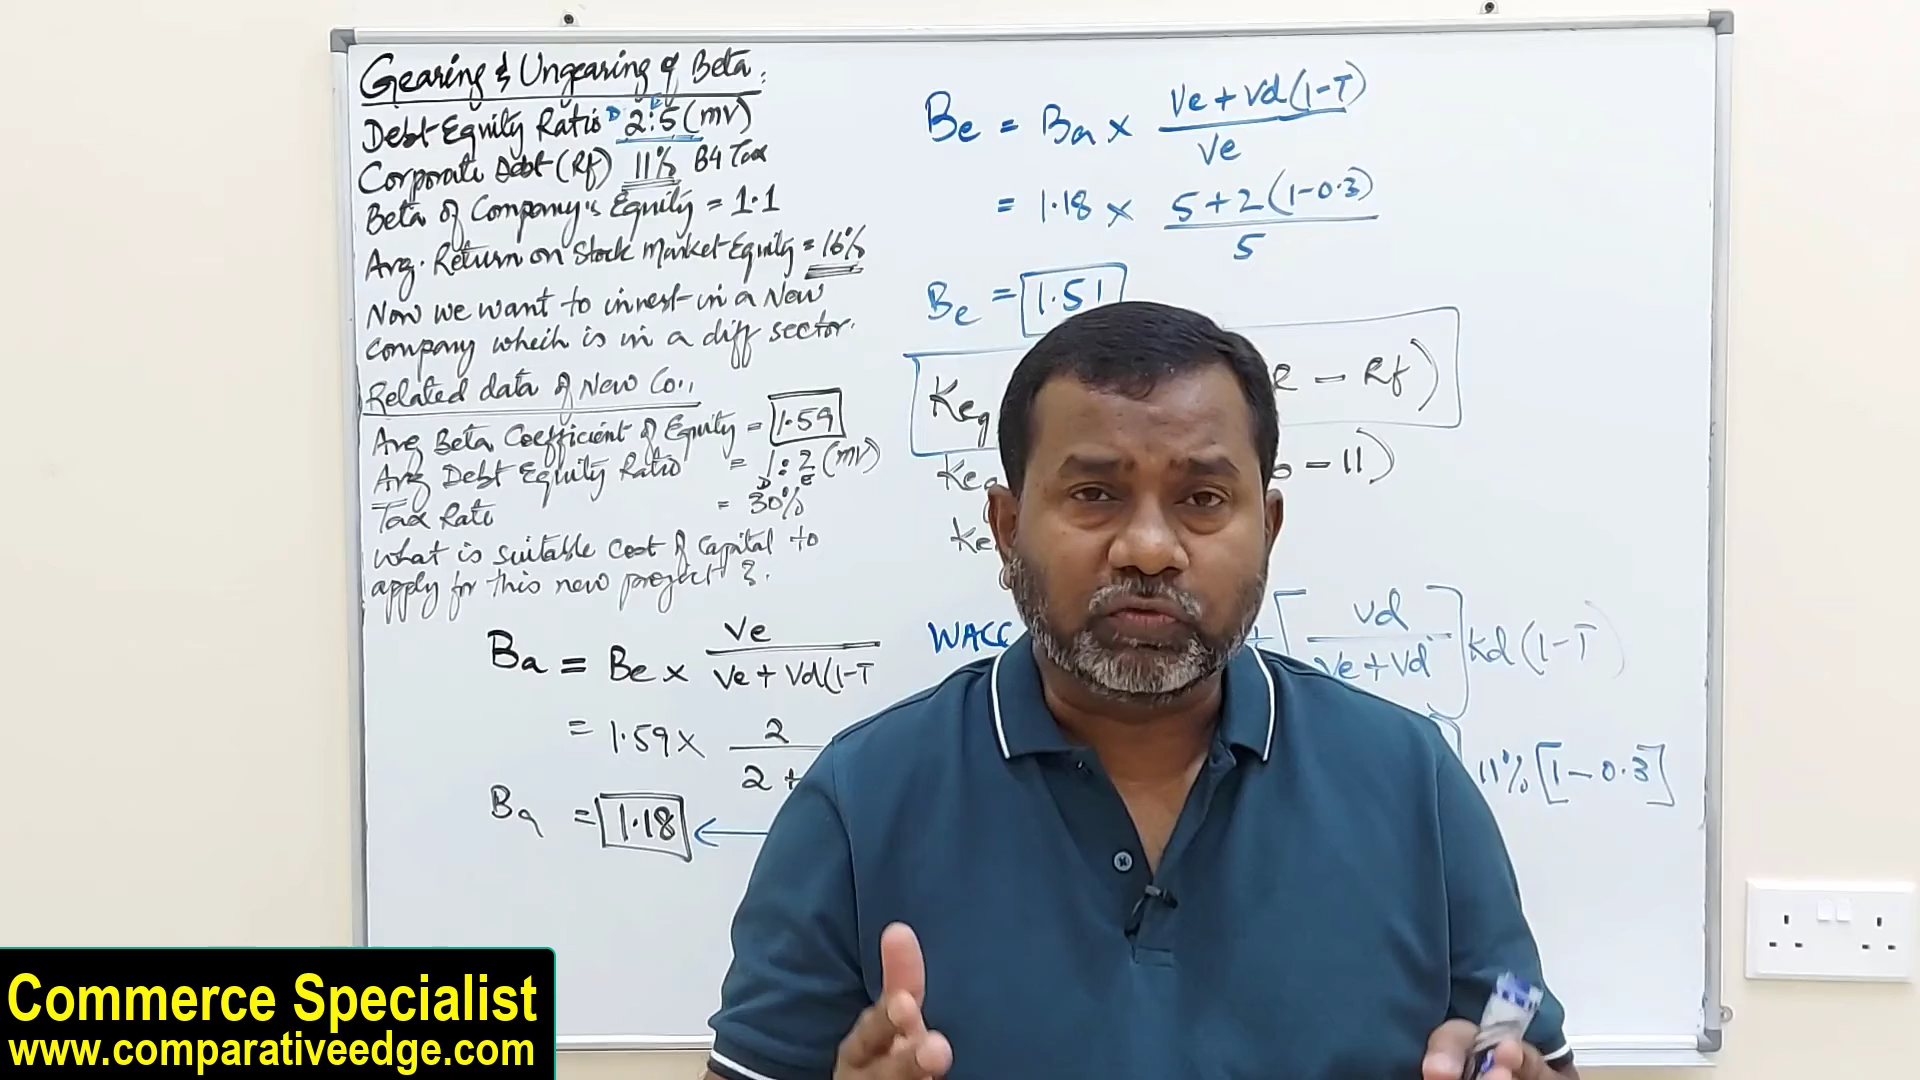 Gearing & Ungearing of Beta:
Debt Equity Ratio D 2:5 E (mv)
Corporate Debt (Rf) 11% B4 Tax
Beta of Company's Equity = 1.1
Avg. Return on Stock Market Equity = 16%
Now we want to invest in a New
Company which is in a diff sector.
Related data of New Co.,
Avg Beta Coefficient of Equity = 1.59
Avg Debt Equity Ratio = 1:2 (mv)
D E
Tax Rate = 30%
What is suitable Cost of Capital to
apply for this new project?
Ba = Be x Ve
Ve + Vd(1-T
= 1.59 x 2
2 +
Ba = 1.18
Be = Ba x Ve + Vd(1-T)
Ve
= 1.18 x 5+2(1-0.3)
5
Be = 1.51
Keg R - Rf)
Keg - 11)
Ke
WACC + [ Vd ] Kd (1-T)
Ve + Vd
11% [1-0.3]
Commerce Specialist
www.comparativeedge.com